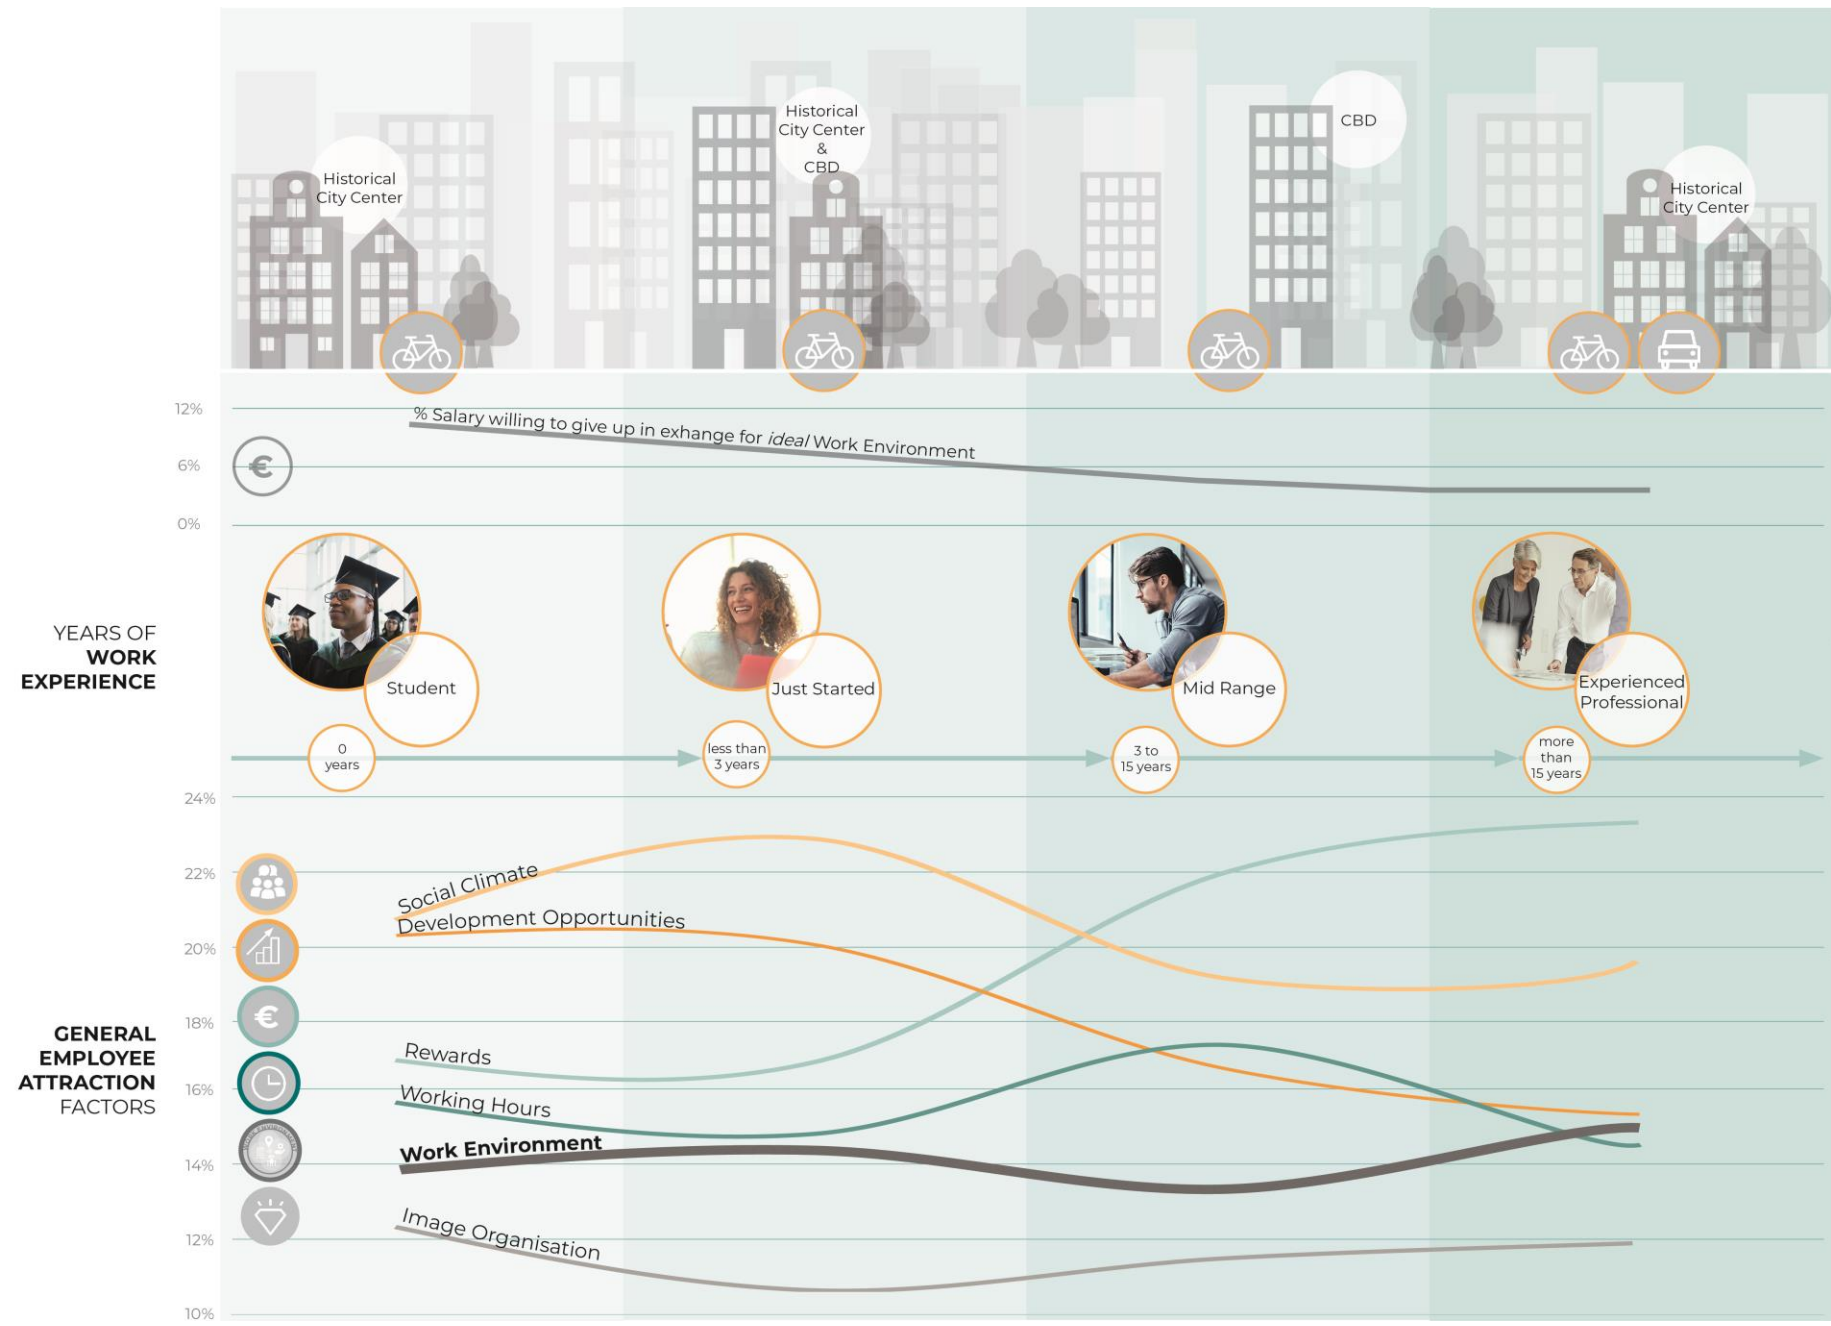 Historical
City Center
Historical
City Center
&
CBD
CBD
Historical
City Center
12%
6%
0%
% Salary willing to give up in exhange for ideal Work Environment
€
YEARS OF
WORK
EXPERIENCE
Student
Just Started
Mid Range
Experienced
Professional
0
years
less than
3 years
3 to
15 years
more
than
15 years
24%
22%
20%
18%
16%
14%
12%
10%
GENERAL
EMPLOYEE
ATTRACTION
FACTORS
€
Social Climate
Development Opportunities
Rewards
Working Hours
Work Environment
Image Organisation